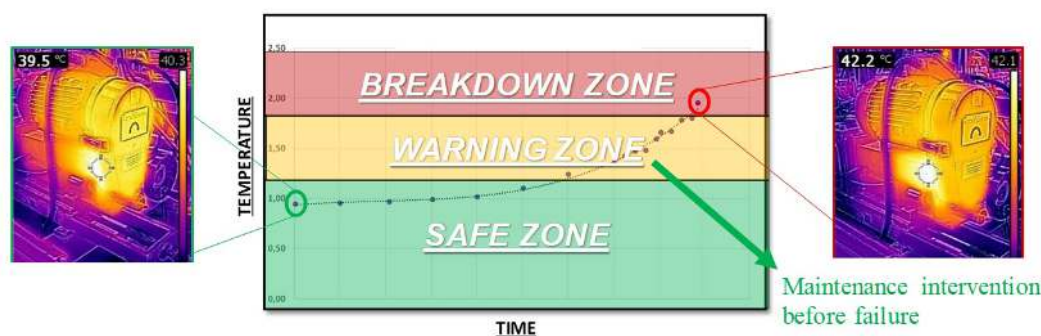 39.5 °C
40.3
2,50
BREAKDOWN ZONE
2,00
WARNING ZONE
1,50
1,00
SAFE ZONE
0,50
0,00
TEMPERATURE
TIME
42.2 °C
42.1
Maintenance intervention
before failure